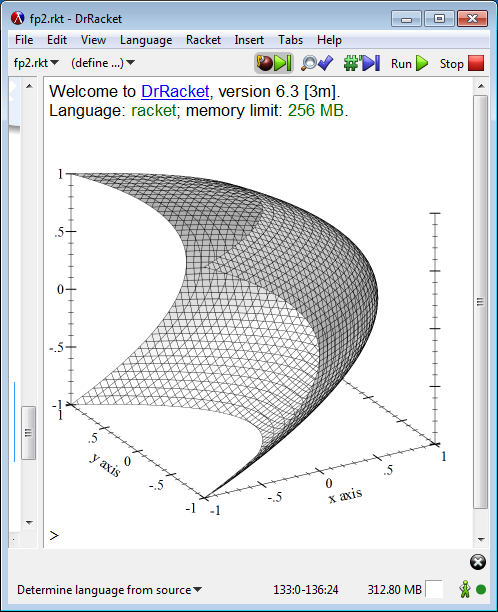 fp2.rkt - DrRacket
File Edit View Language Racket Insert Tabs Help
fp2.rkt (define ...) Run Stop
Welcome to DrRacket, version 6.3 [3m].
Language: racket; memory limit: 256 MB.
1
.5
0
-.5
-1
1
.5
0
-.5
-1
y axis
-1
-.5
0
.5
1
x axis
>
Determine language from source 133:0-136:24 312.80 MB